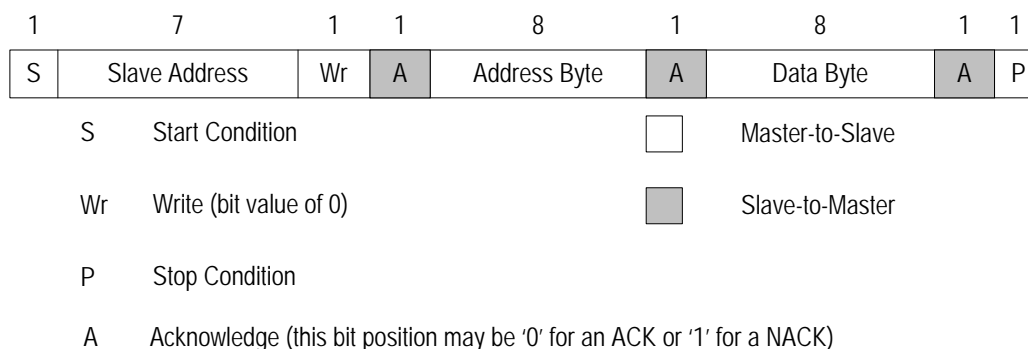 1 7 1 1 8 1 8 1 1
S Slave Address Wr A Address Byte A Data Byte A P
S Start Condition Master-to-Slave
Wr Write (bit value of 0) Slave-to-Master
P Stop Condition
A Acknowledge (this bit position may be ‘0’ for an ACK or ‘1’ for a NACK)